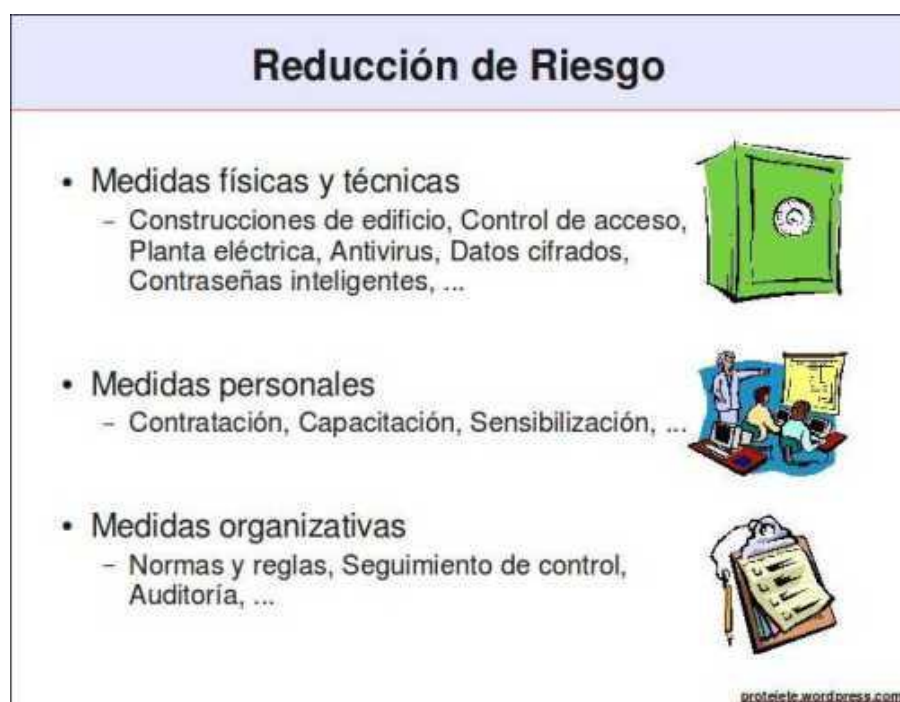 Reducción de Riesgo
• Medidas físicas y técnicas
– Construcciones de edificio, Control de acceso,
Planta eléctrica, Antivirus, Datos cifrados,
Contraseñas inteligentes, ...
• Medidas personales
– Contratación, Capacitación, Sensibilización, ...
• Medidas organizativas
– Normas y reglas, Seguimiento de control,
Auditoría, ...
protejete.wordpress.com